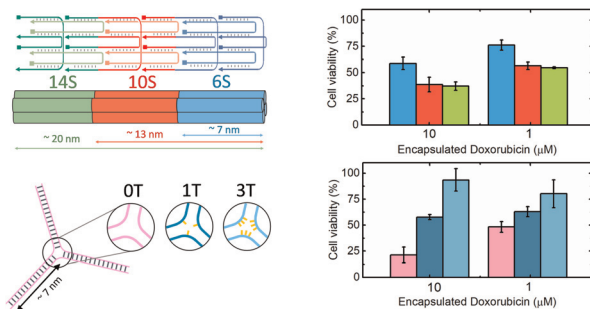 14S 10S 6S
~ 20 nm
~ 13 nm
~ 7 nm
0T 1T 3T
~ 7 nm
Cell viability (%)
100
75
50
25
0
10 1
Encapsulated Doxorubicin (μM)
Cell viability (%)
100
75
50
25
0
10 1
Encapsulated Doxorubicin (μM)